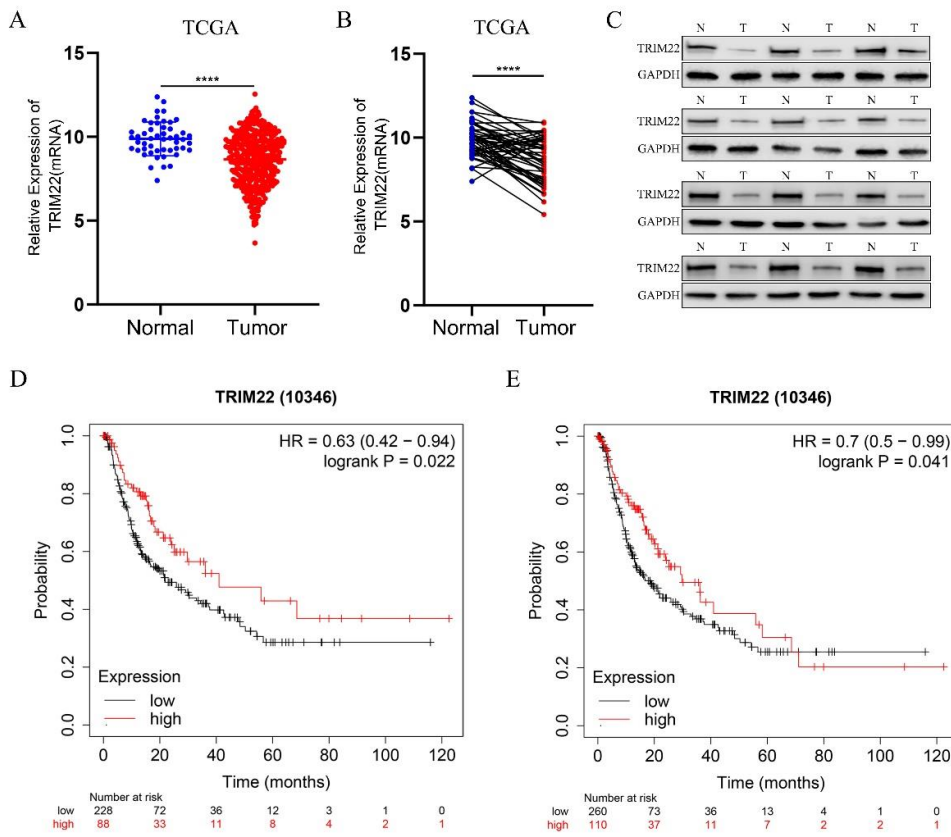 A
TCGA
Relative Expression of
TRIM22(mRNA)
15
10
5
0
****
Normal
Tumor
B
TCGA
Relative Expression of
TRIM22(mRNA)
15
10
5
0
****
Normal
Tumor
C
N T N T N T
TRIM22
GAPDH
N T N T N T
TRIM22
GAPDH
N T N T N T
TRIM22
GAPDH
N T N T N T
TRIM22
GAPDH
D
TRIM22 (10346)
HR = 0.63 (0.42 − 0.94)
logrank P = 0.022
Probability
1.0
0.8
0.6
0.4
0.2
0.0
Expression
low
high
0 20 40 60 80 100 120
Time (months)
Number at risk
low 228 72 36 12 3 1 0
high 88 33 11 8 4 2 1
E
TRIM22 (10346)
HR = 0.7 (0.5 − 0.99)
logrank P = 0.041
Probability
1.0
0.8
0.6
0.4
0.2
0.0
Expression
low
high
0 20 40 60 80 100 120
Time (months)
Number at risk
low 260 73 36 13 4 1 0
high 110 37 11 7 2 2 1